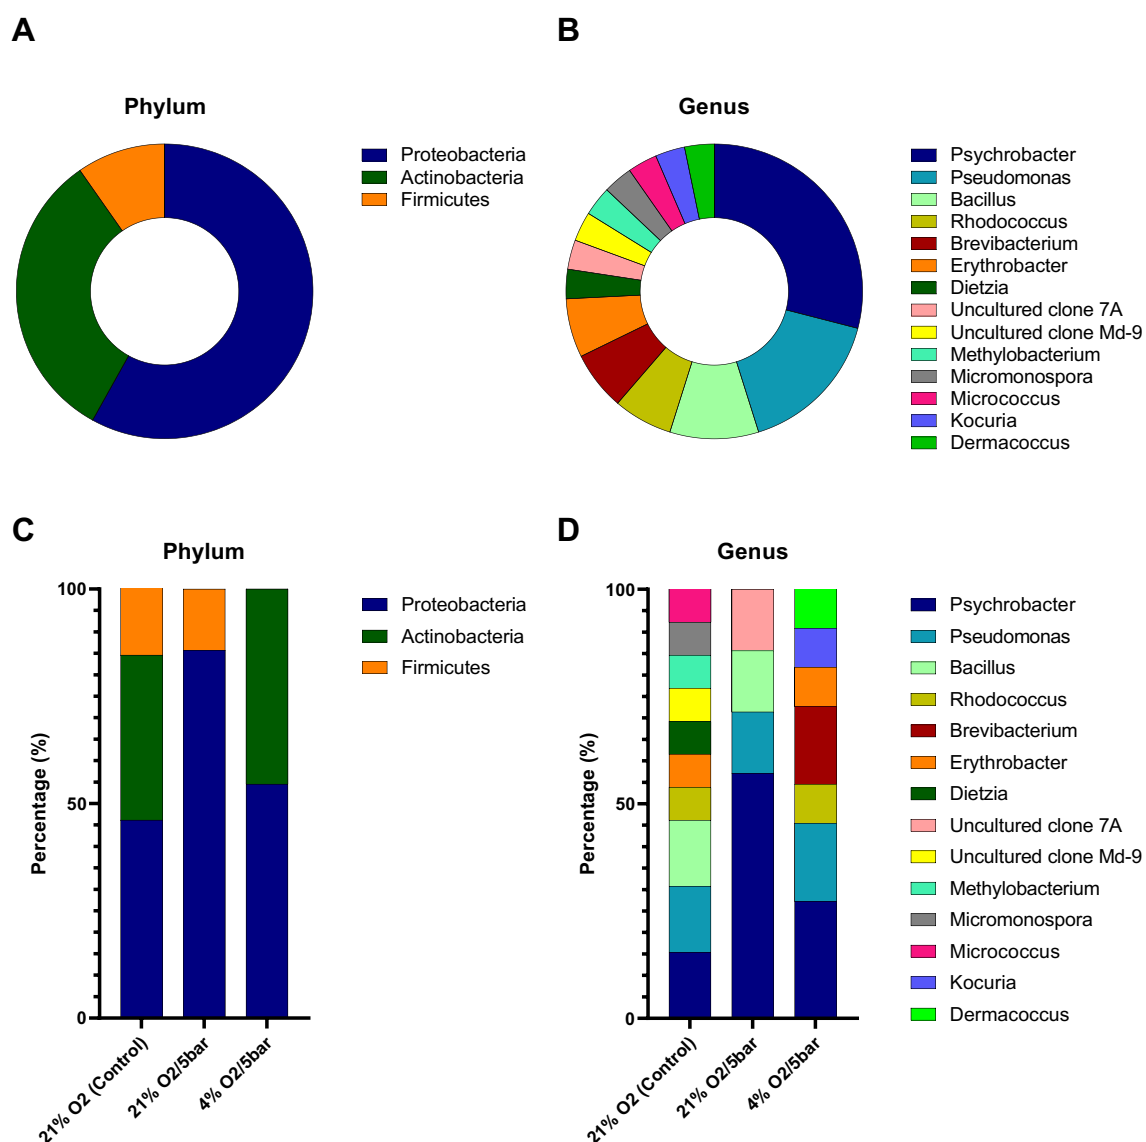 A
B
Phylum
Proteobacteria
Actinobacteria
Firmicutes
Genus
Psychrobacter
Pseudomonas
Bacillus
Rhodococcus
Brevibacterium
Erythrobacter
Dietzia
Uncultured clone 7A
Uncultured clone Md-9
Methylobacterium
Micromonospora
Micrococcus
Kocuria
Dermacoccus
C
D
Phylum
100
50
0
Percentage (%)
21% O2 (Control)
21% O2/5bar
4% O2/5bar
Proteobacteria
Actinobacteria
Firmicutes
Genus
100
50
0
Percentage (%)
21% O2 (Control)
21% O2/5bar
4% O2/5bar
Psychrobacter
Pseudomonas
Bacillus
Rhodococcus
Brevibacterium
Erythrobacter
Dietzia
Uncultured clone 7A
Uncultured clone Md-9
Methylobacterium
Micromonospora
Micrococcus
Kocuria
Dermacoccus